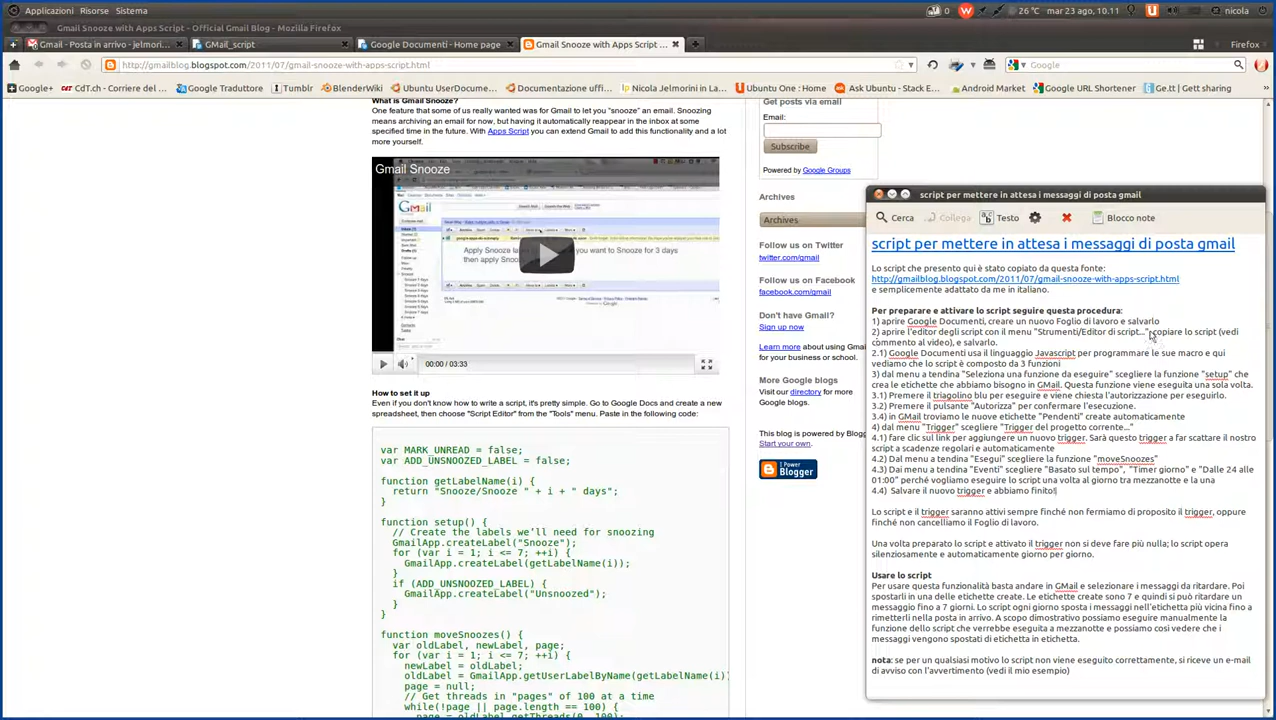 Applicazioni Risorse Sistema
0 26 °C mar 23 ago, 10.11 nicola
Gmail Snooze with Apps Script - Official Gmail Blog - Mozilla Firefox
Gmail - Posta in arrivo - jelmori... GMail_script Google Documenti - Home page Gmail Snooze with Apps Script ... Firefox
http://gmailblog.blogspot.com/2011/07/gmail-snooze-with-apps-script.html Google
Google+ CdT.ch - Corriere del ... Google Traduttore Tumblr BlenderWiki Ubuntu UserDocume... Documentazione uffi... Nicola Jelmorini in La... Ubuntu One : Home Ask Ubuntu - Stack E... Android Market Google URL Shortener Ge.tt | Gett sharing
What is Gmail Snooze?
One feature that some of us really wanted was for Gmail to let you "snooze" an email. Snoozing
means archiving an email for now, but having it automatically reappear in the inbox at some
specified time in the future. With Apps Script you can extend Gmail to add this functionality and a lot
more yourself.
Gmail Snooze
Apply Snooze la
you want to Snooze for 3 days
then apply Snoo
00:00 / 03:33
How to set it up
Even if you don't know how to write a script, it's pretty simple. Go to Google Docs and create a new
spreadsheet, then choose "Script Editor" from the "Tools" menu. Paste in the following code:
var MARK_UNREAD = false;
var ADD_UNSNOOZED_LABEL = false;
function getLabelName(i) {
return "Snooze/Snooze " + i + " days";
}
function setup() {
// Create the labels we'll need for snoozing
GmailApp.createLabel("Snooze");
for (var i = 1; i <= 7; ++i) {
GmailApp.createLabel(getLabelName(i));
}
if (ADD_UNSNOOZED_LABEL) {
GmailApp.createLabel("Unsnoozed");
}
}
function moveSnoozes() {
var oldLabel, newLabel, page;
for (var i = 1; i <= 7; ++i) {
newLabel = oldLabel;
oldLabel = GmailApp.getUserLabelByName(getLabelName(i))
page = null;
// Get threads in "pages" of 100 at a time
while(!page || page.length == 100) {
page = oldLabel.getThreads(0, 100);
Get posts via email
Email:
Subscribe
Powered by Google Groups
Archives
Archives
Follow us on Twitter
twitter.com/gmail
Follow us on Facebook
facebook.com/gmail
Don't have Gmail?
Sign up now
Learn more about using Gmail
for your business or school.
More Google blogs
Visit our directory for more
Google blogs.
This blog is powered by Blogg
Start your own.
I Power
Blogger
script per mettere in attesa i messaggi di posta gmail
Cerca Collega Testo Blocco note
script per mettere in attesa i messaggi di posta gmail
Lo script che presento qui è stato copiato da questa fonte:
http://gmailblog.blogspot.com/2011/07/gmail-snooze-with-apps-script.html
e semplicemente adattato da me in italiano.
Per preparare e attivare lo script seguire questa procedura:
1) aprire Google Documenti, creare un nuovo Foglio di lavoro e salvarlo
2) aprire l'editor degli script con il menu "Strumenti/Editor di script...", copiare lo script (vedi
commento al video), e salvarlo.
2.1) Google Documenti usa il linguaggio Javascript per programmare le sue macro e qui
vediamo che lo script è composto da 3 funzioni
3) dal menu a tendina "Seleziona una funzione da eseguire" scegliere la funzione "setup" che
crea le etichette che abbiamo bisogno in GMail. Questa funzione viene eseguita una sola volta.
3.1) Premere il triagolino blu per eseguire e viene chiesta l'autorizzazione per eseguirlo.
3.2) Premere il pulsante "Autorizza" per confermare l'esecuzione.
3.4) in GMail troviamo le nuove etichette "Pendenti" create automaticamente
4) dal menu "Trigger" scegliere "Trigger del progetto corrente..."
4.1) fare clic sul link per aggiungere un nuovo trigger. Sarà questo trigger a far scattare il nostro
script a scadenze regolari e automaticamente
4.2) Dal menu a tendina "Esegui" scegliere la funzione "moveSnoozes"
4.3) Dai menu a tendina "Eventi" scegliere "Basato sul tempo", "Timer giorno" e "Dalle 24 alle
01:00" perché vogliamo eseguire lo script una volta al giorno tra mezzanotte e la una
4.4) Salvare il nuovo trigger e abbiamo finito!
Lo script e il trigger saranno attivi sempre finché non fermiamo di proposito il trigger, oppure
finché non cancelliamo il Foglio di lavoro.
Una volta preparato lo script e attivato il trigger non si deve fare più nulla; lo script opera
silenziosamente e automaticamente giorno per giorno.
Usare lo script
Per usare questa funzionalità basta andare in GMail e selezionare i messaggi da ritardare. Poi
spostarli in una delle etichette create. Le etichette create sono 7 e quindi si può ritardare un
messaggio fino a 7 giorni. Lo script ogni giorno sposta i messaggi nell'etichetta più vicina fino a
rimetterli nella posta in arrivo. A scopo dimostrativo possiamo eseguire manualmente la
funzione dello script che verrebbe eseguita a mezzanotte e possiamo così vedere che i
messaggi vengono spostati di etichetta in etichetta.
nota: se per un qualsiasi motivo lo script non viene eseguito correttamente, si riceve un e-mail
di avviso con l'avvertimento (vedi il mio esempio)